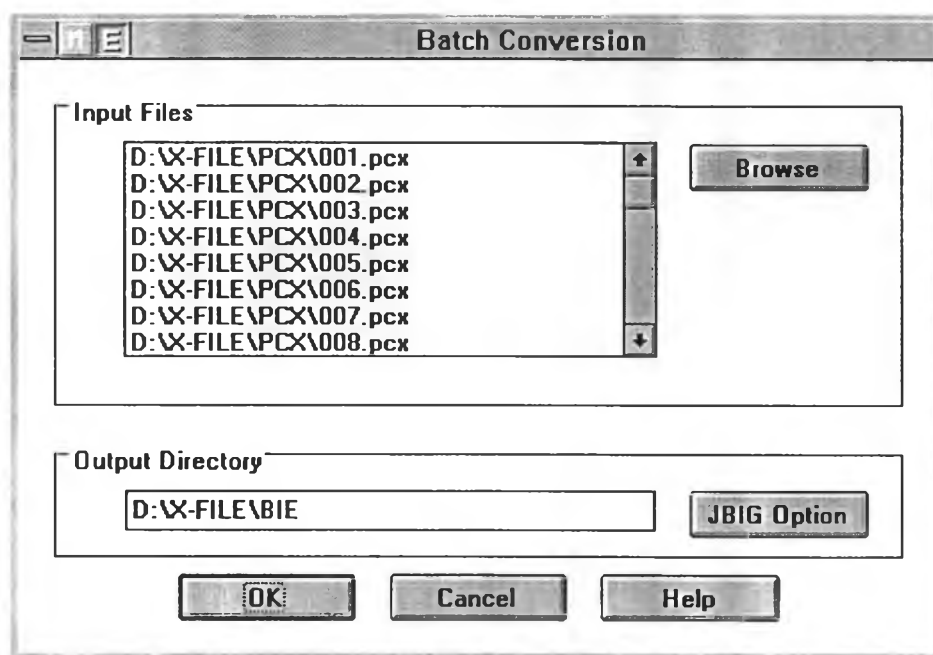 Batch Conversion
Input Files
D:\X-FILE\PCX\001.pcx
D:\X-FILE\PCX\002.pcx
D:\X-FILE\PCX\003.pcx
D:\X-FILE\PCX\004.pcx
D:\X-FILE\PCX\005.pcx
D:\X-FILE\PCX\006.pcx
D:\X-FILE\PCX\007.pcx
D:\X-FILE\PCX\008.pcx
Browse
Output Directory
D:\X-FILE\BIE
JBIG Option
OK
Cancel
Help